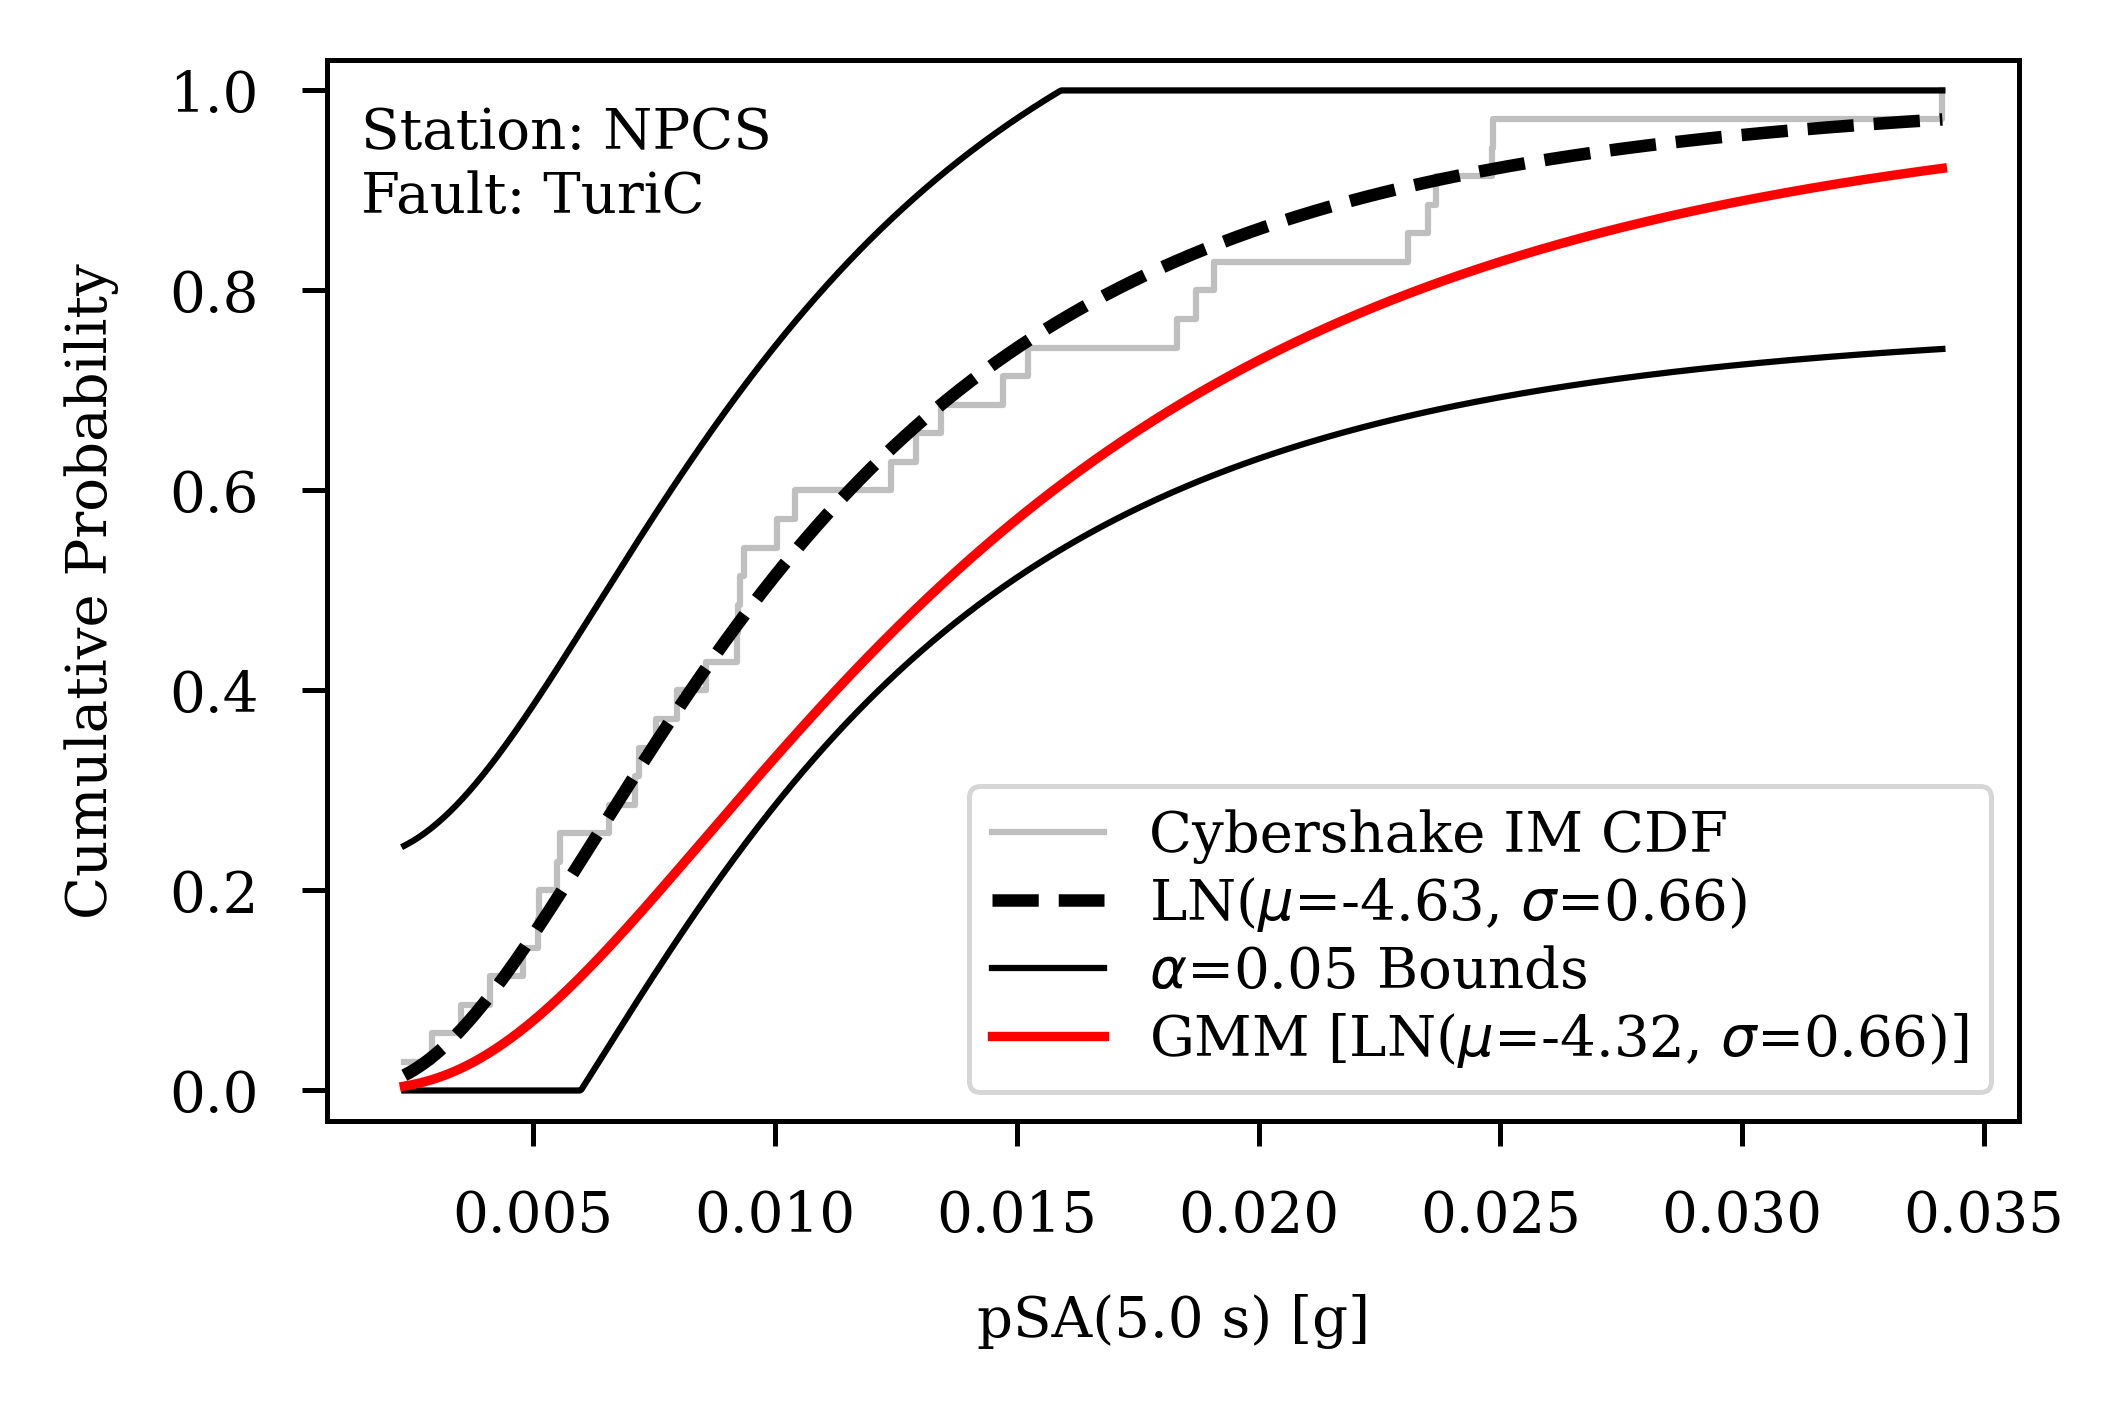 Station: NPCS
Fault: TuriC
1.0
0.8
0.6
0.4
0.2
0.0
Cumulative Probability
Cybershake IM CDF
LN(μ=-4.63, σ=0.66)
α=0.05 Bounds
GMM [LN(μ=-4.32, σ=0.66)]
0.005 0.010 0.015 0.020 0.025 0.030 0.035
pSA(5.0 s) [g]